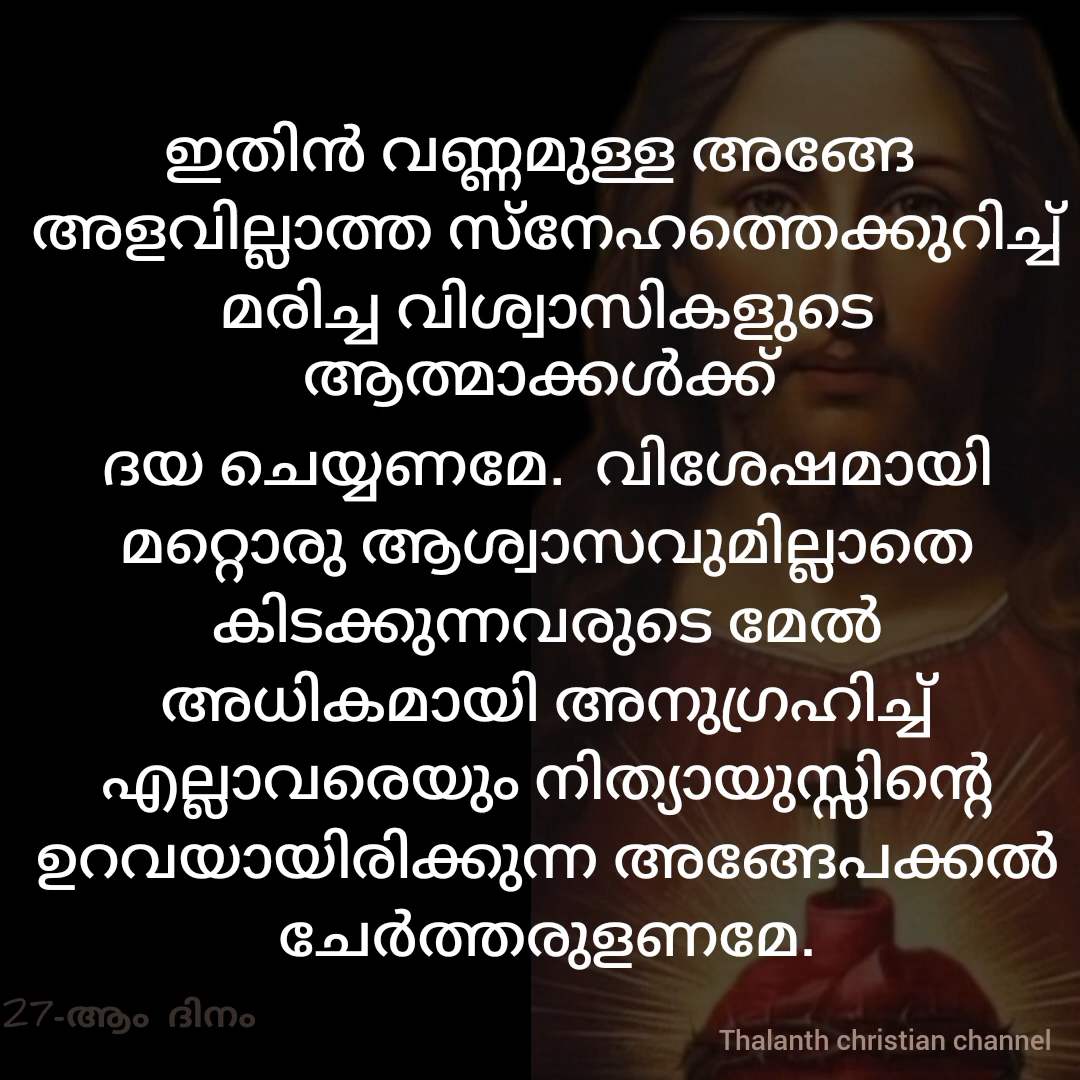 ഇതിൻ വണ്ണമുള്ള അങ്ങേ
അളവില്ലാത്ത സ്നേഹത്തെക്കുറിച്ച്
മരിച്ച വിശ്വാസികളുടെ
ആത്മാക്കൾക്ക്
ദയ ചെയ്യണമേ. വിശേഷമായി
മറ്റൊരു ആശ്വാസവുമില്ലാതെ
കിടക്കുന്നവരുടെ മേൽ
അധികമായി അനുഗ്രഹിച്ച്
എല്ലാവരെയും നിത്യായുസ്സിന്റെ
ഉറവയായിരിക്കുന്ന അങ്ങേപക്കൽ
ചേർത്തരുളണമേ.
27-ആം ദിനം
Thalanth christian channel